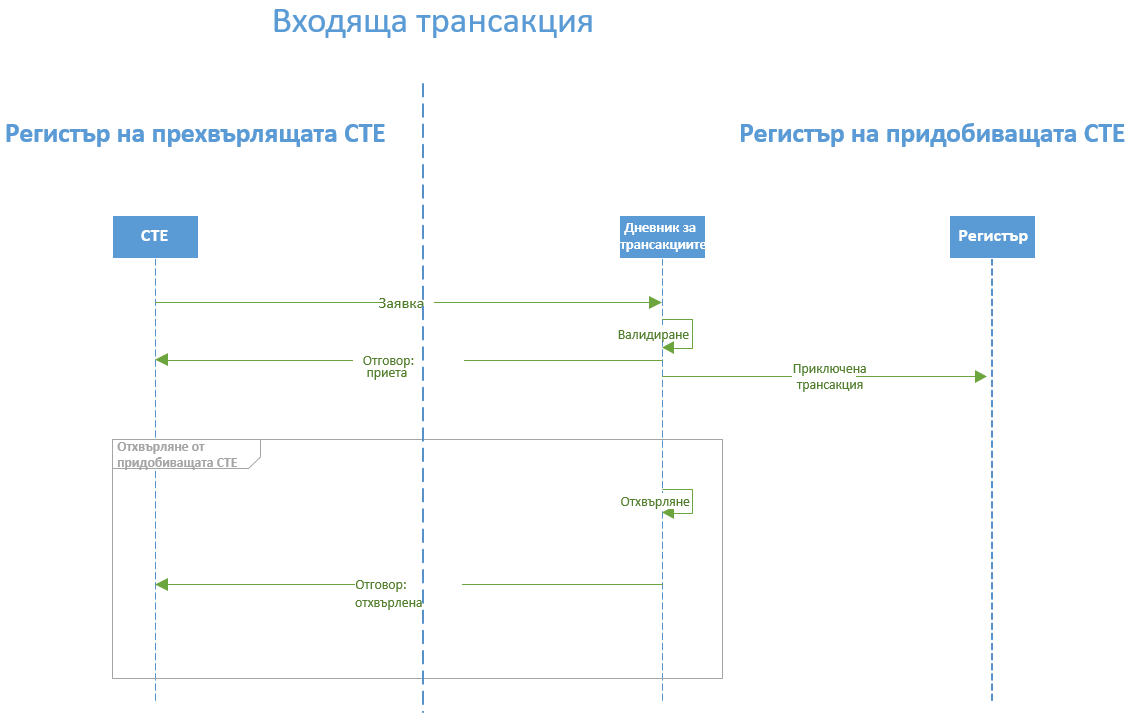 Входяща трансакция
Регистър на прехвърлящата СТЕ
Регистър на придобиващата СТЕ
СТЕ
Дневник за
трансакциите
Регистър
Заявка
Валидиране
Отговор:
приета
Приключена
трансакция
Отхвърляне от
придобиващата СТЕ
Отхвърляне
Отговор:
отхвърлена